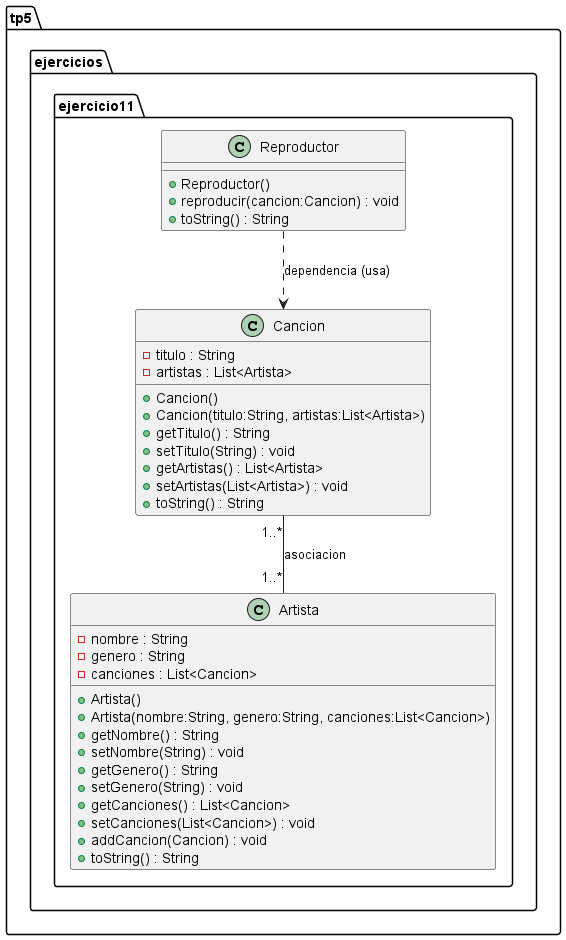 tp5
ejercicios
ejercicio11
C Reproductor
Reproductor()
reproducir(cancion:Cancion) : void
toString() : String
dependencia (usa)
C Cancion
titulo : String
artistas : List<Artista>
Cancion()
Cancion(titulo:String, artistas:List<Artista>)
getTitulo() : String
setTitulo(String) : void
getArtistas() : List<Artista>
setArtistas(List<Artista>) : void
toString() : String
1..*
asociacion
1..*
C Artista
nombre : String
genero : String
canciones : List<Cancion>
Artista()
Artista(nombre:String, genero:String, canciones:List<Cancion>)
getNombre() : String
setNombre(String) : void
getGenero() : String
setGenero(String) : void
getCanciones() : List<Cancion>
setCanciones(List<Cancion>) : void
addCancion(Cancion) : void
toString() : String